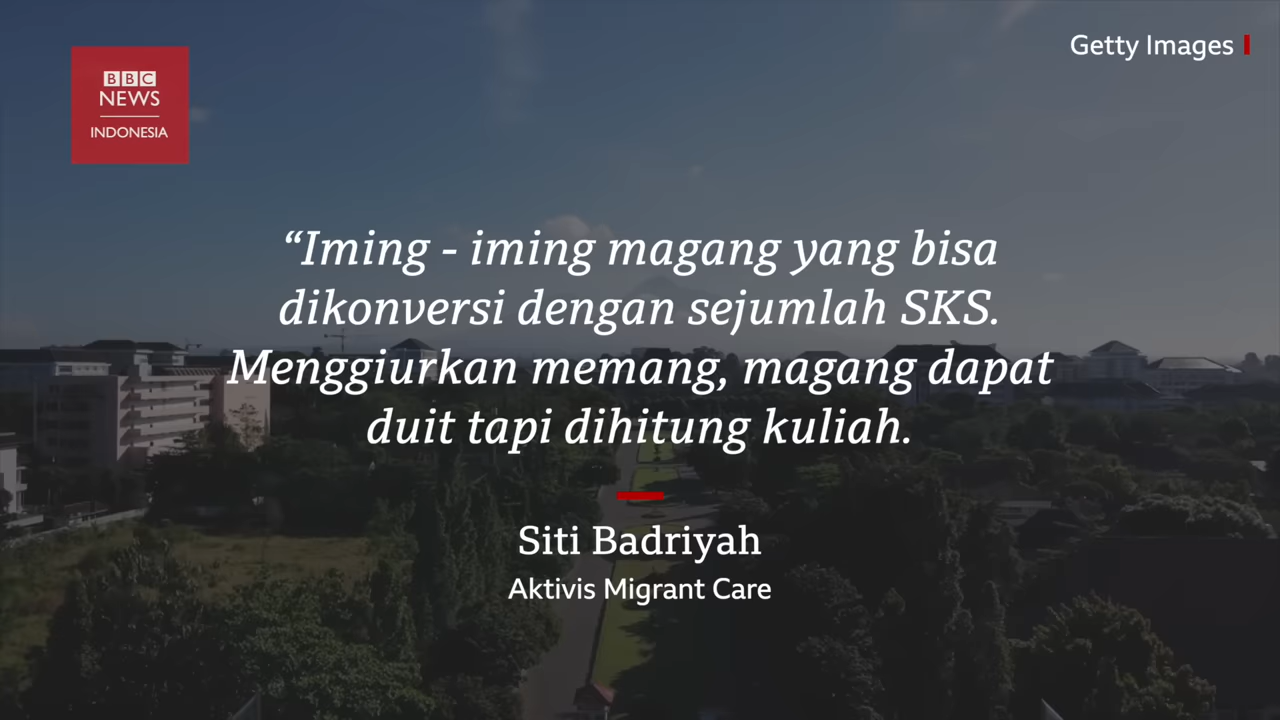 Getty Images
BBC
NEWS
INDONESIA
“Iming - iming magang yang bisa
dikonversi dengan sejumlah SKS.
Menggiurkan memang, magang dapat
duit tapi dihitung kuliah.
Siti Badriyah
Aktivis Migrant Care